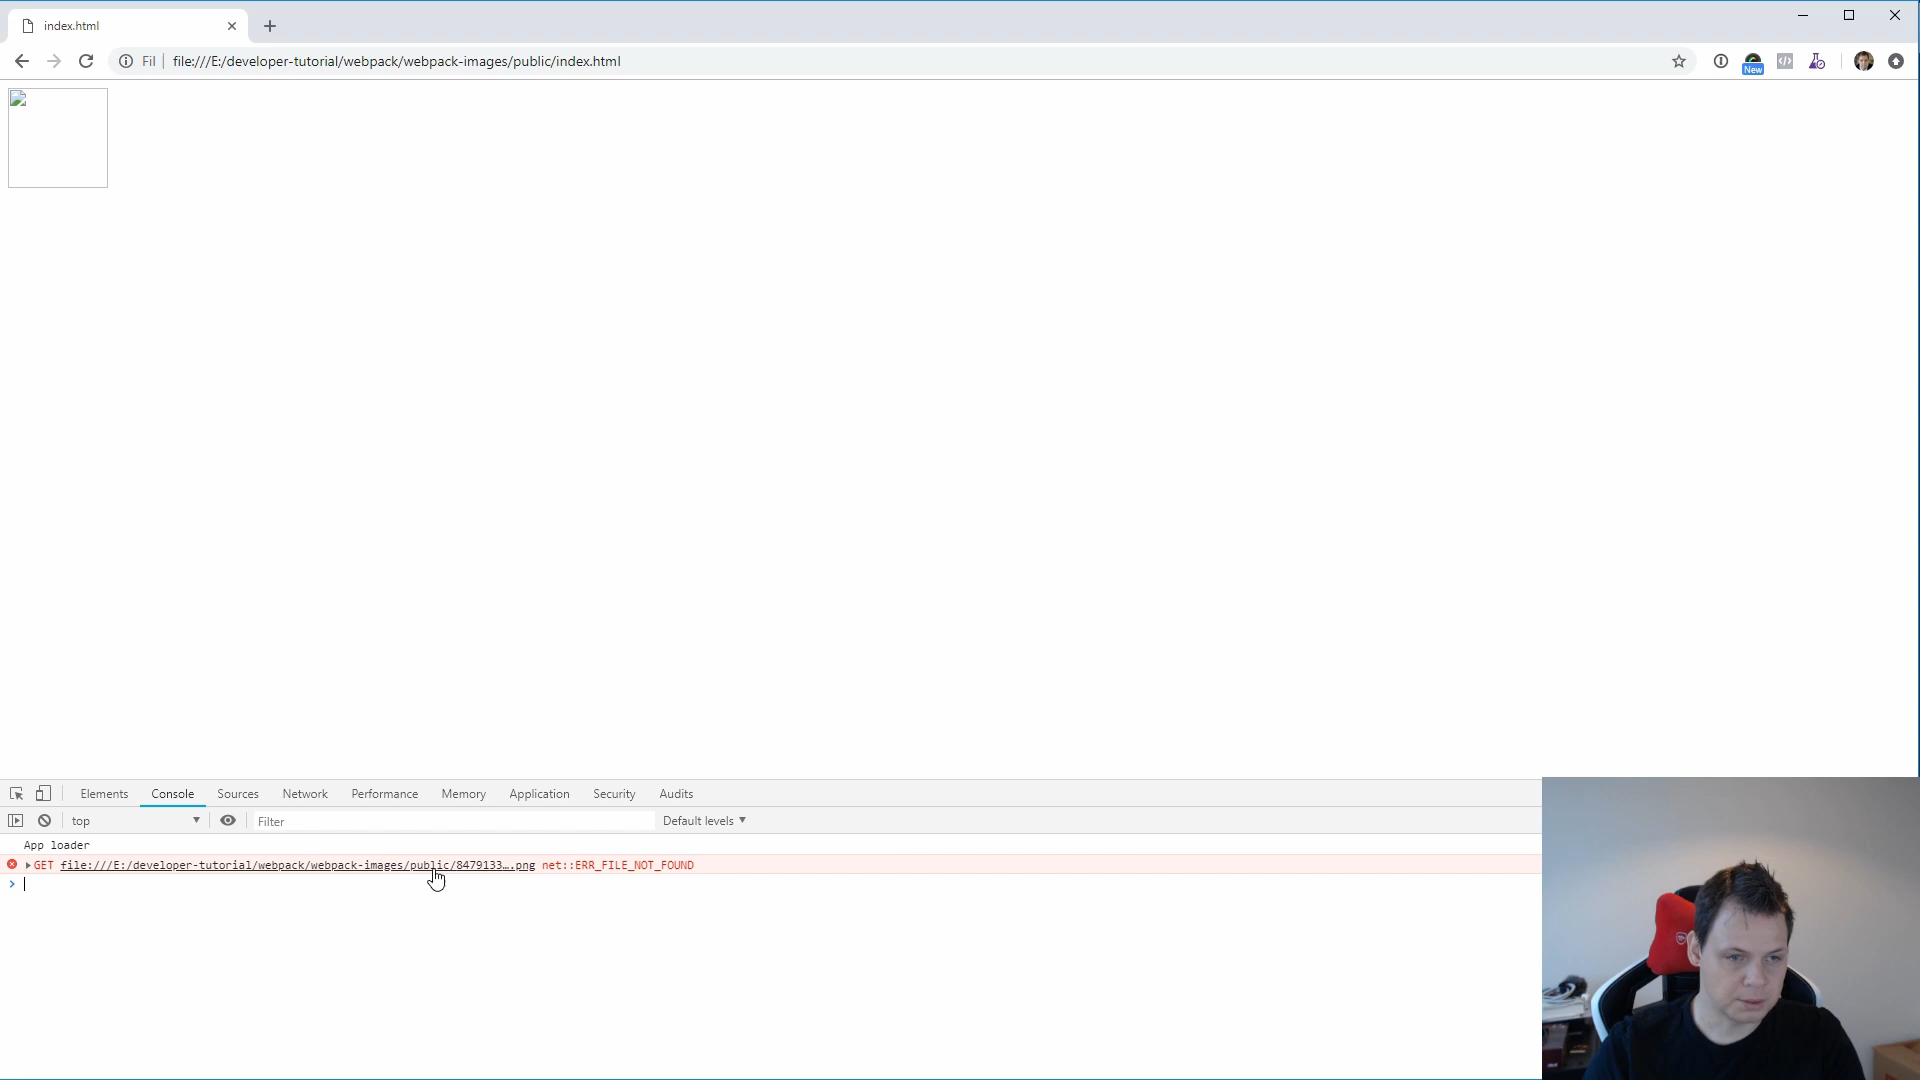 index.html
Fil
file:///E:/developer-tutorial/webpack/webpack-images/public/index.html
New
Elements
Console
Sources
Network
Performance
Memory
Application
Security
Audits
top
Filter
Default levels
App loader
GET file:///E:/developer-tutorial/webpack/webpack-images/public/8479133….png net::ERR_FILE_NOT_FOUND